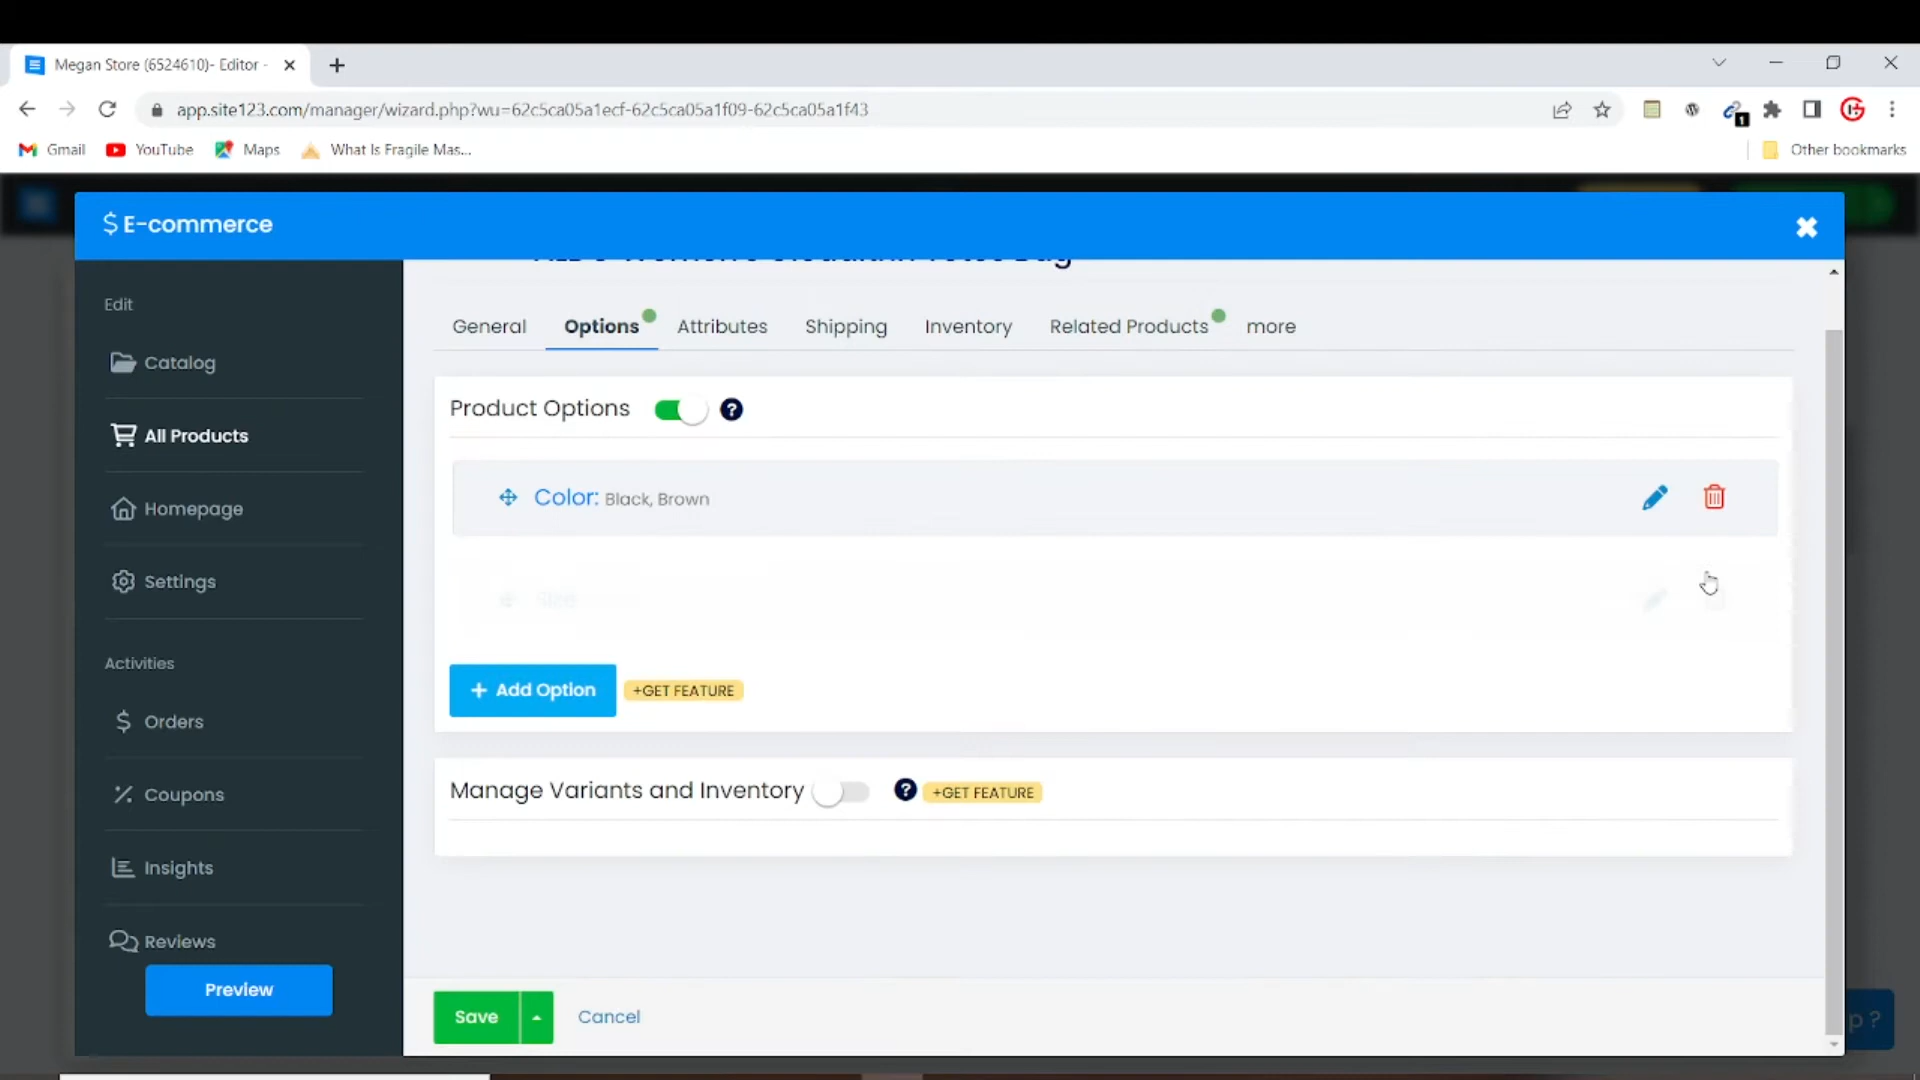 Megan Store (6524610)- Editor -
app.site123.com/manager/wizard.php?wu=62c5ca05a1ecf-62c5ca05a1f09-62c5ca05a1f43
1
Gmail
YouTube
Maps
What Is Fragile Mas...
Other bookmarks
$ E-commerce
Edit
Catalog
All Products
Homepage
Settings
Activities
Orders
Coupons
Insights
Reviews
Preview
General
Options
Attributes
Shipping
Inventory
Related Products
more
Product Options
?
Color: Black, Brown
Size
+ Add Option
+GET FEATURE
Manage Variants and Inventory
?
+GET FEATURE
Save
Cancel
p ?